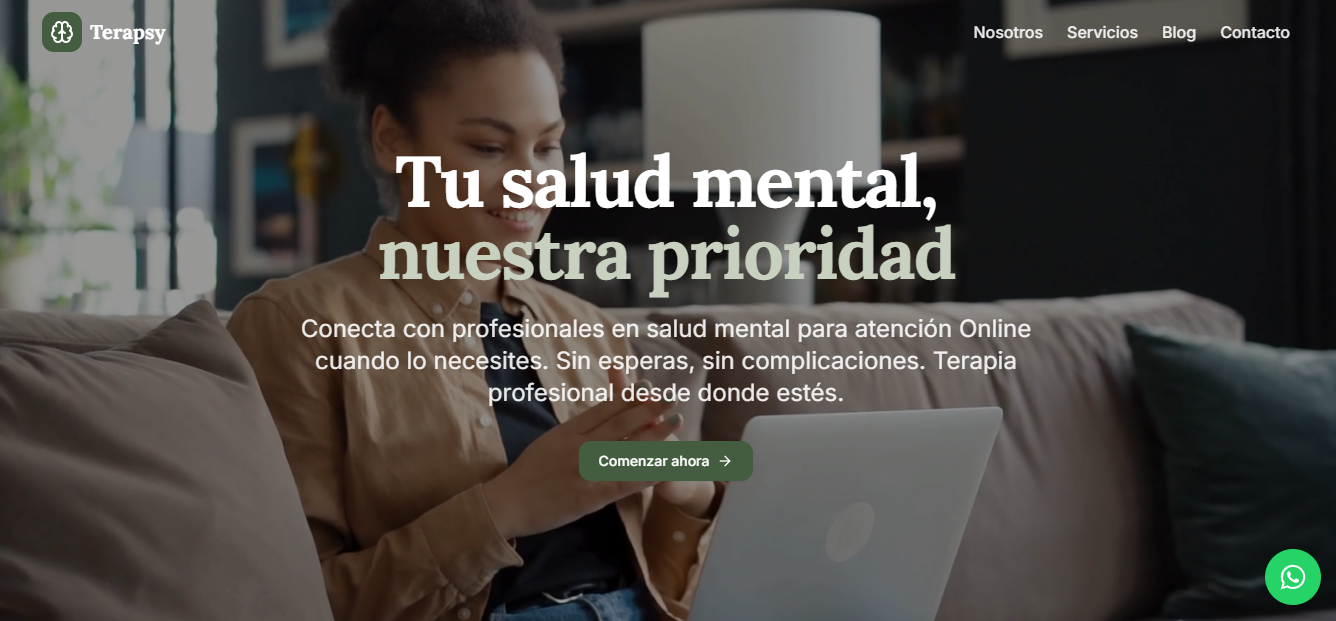 Terapsy
Nosotros Servicios Blog Contacto
Tu salud mental,
nuestra prioridad
Conecta con profesionales en salud mental para atención Online
cuando lo necesites. Sin esperas, sin complicaciones. Terapia
profesional desde donde estés.
Comenzar ahora →